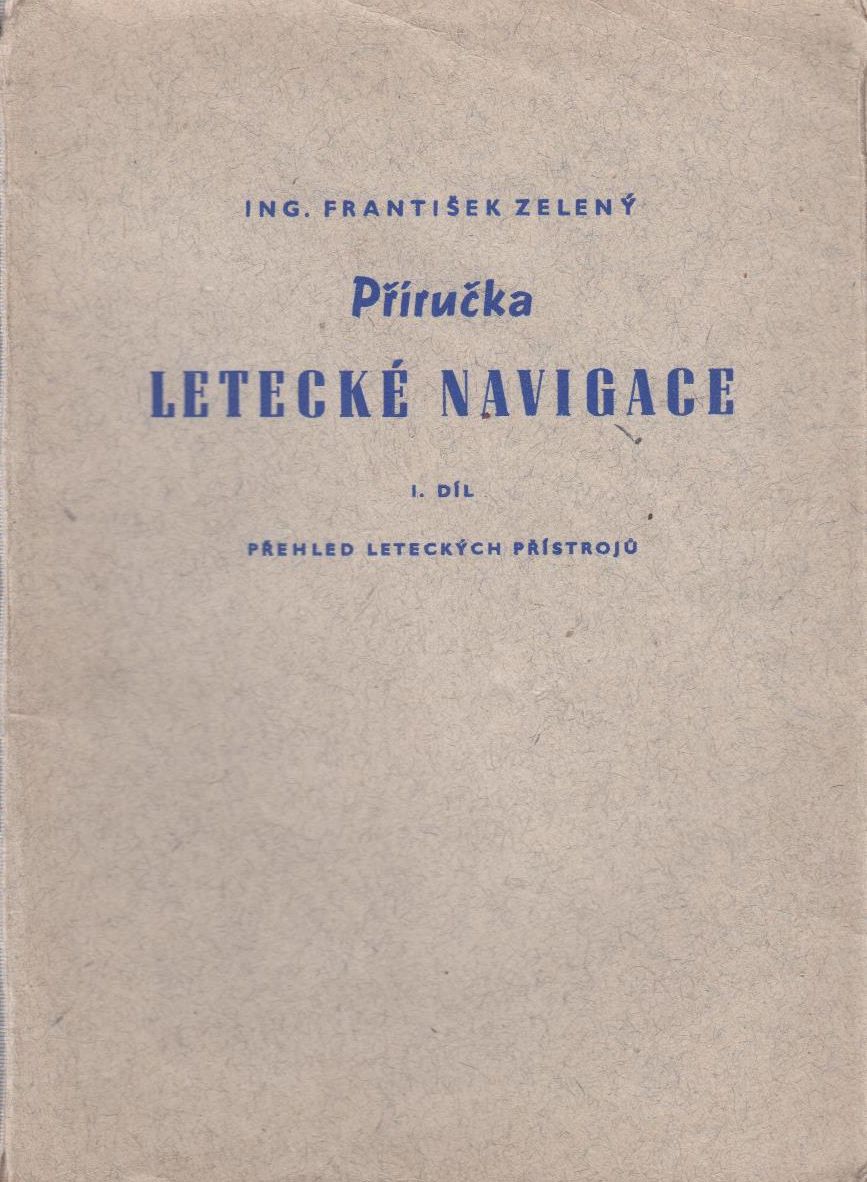 ING. FRANTIŠEK ZELENÝ
Příručka
LETECKÉ NAVIGACE
I. DÍL
PŘEHLED LETECKÝCH PŘÍSTROJŮ